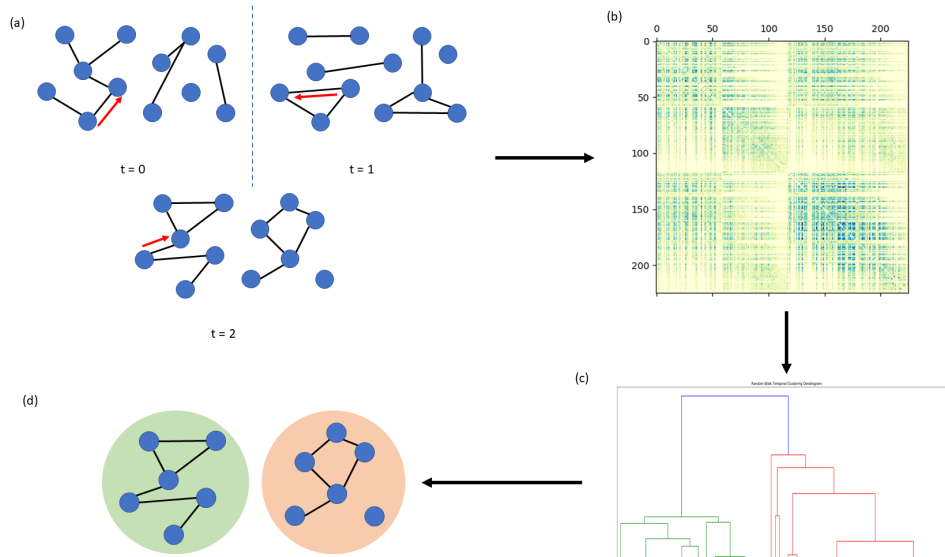 (a)
t = 0
t = 1
t = 2
(b)
0
50
100
150
200
0
50
100
150
200
(c)
Random Walk Temporal Clustering Dendrogram
(d)